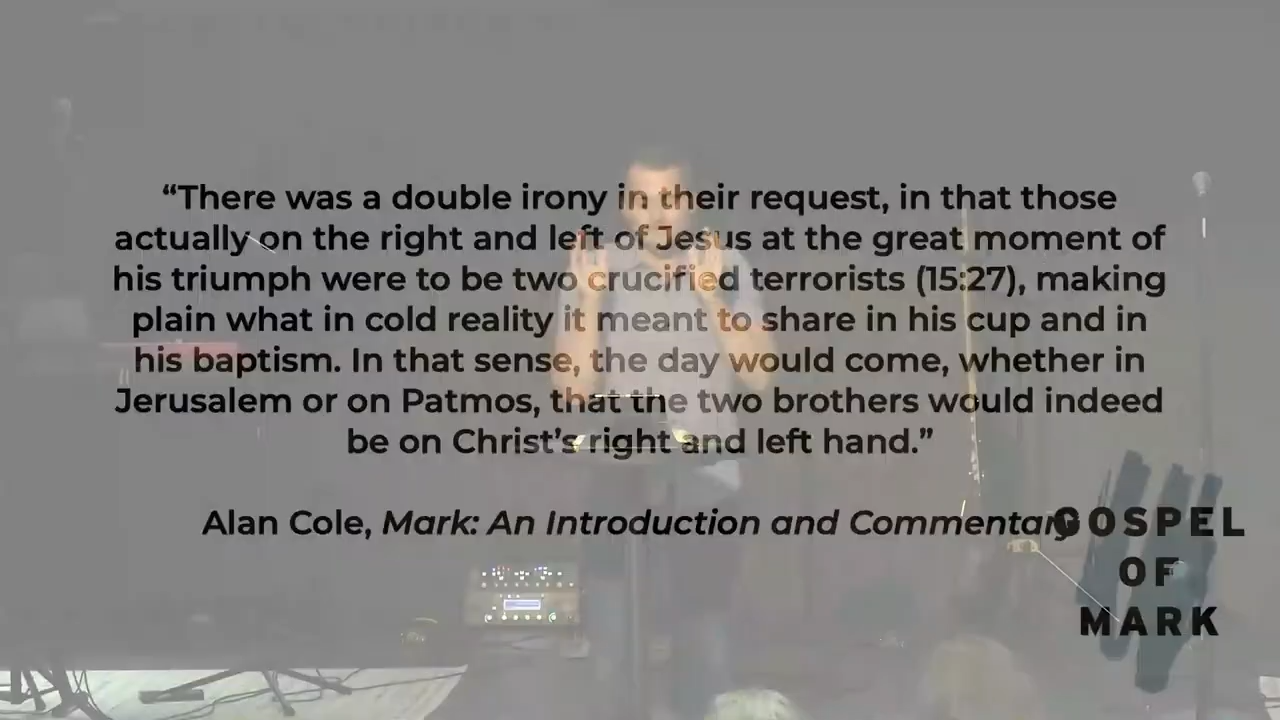 “There was a double irony in their request, in that those
actually on the right and left of Jesus at the great moment of
his triumph were to be two crucified terrorists (15:27), making
plain what in cold reality it meant to share in his cup and in
his baptism. In that sense, the day would come, whether in
Jerusalem or on Patmos, that the two brothers would indeed
be on Christ’s right and left hand.”
Alan Cole, Mark: An Introduction and Commentary
GOSPEL
OF
MARK